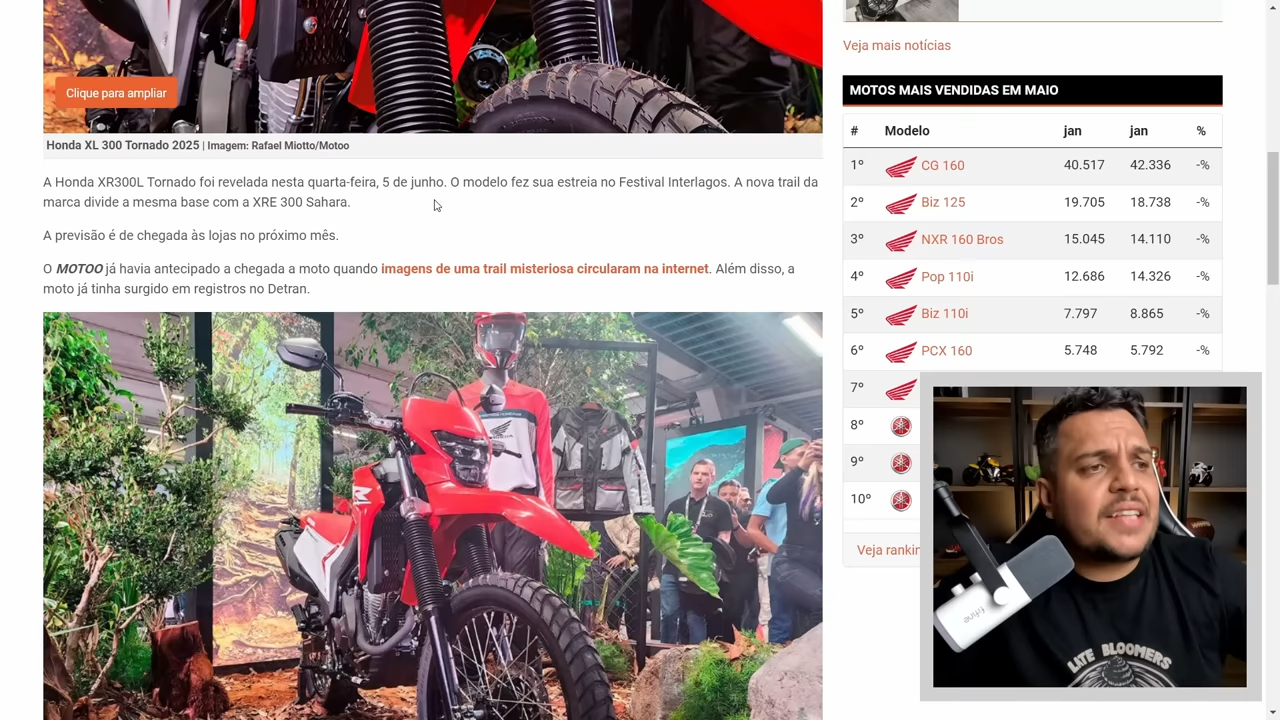 Veja mais notícias
Clique para ampliar
Honda XL 300 Tornado 2025 | Imagem: Rafael Miotto/Motoo
A Honda XR300L Tornado foi revelada nesta quarta-feira, 5 de junho. O modelo fez sua estreia no Festival Interlagos. A nova trail da
marca divide a mesma base com a XRE 300 Sahara.
A previsão é de chegada às lojas no próximo mês.
O MOTOO já havia antecipado a chegada a moto quando imagens de uma trail misteriosa circularam na internet. Além disso, a
moto já tinha surgido em registros no Detran.
MOTOS MAIS VENDIDAS EM MAIO
# Modelo jan jan %
1º CG 160 40.517 42.336 -%
2º Biz 125 19.705 18.738 -%
3º NXR 160 Bros 15.045 14.110 -%
4º Pop 110i 12.686 14.326 -%
5º Biz 110i 7.797 8.865 -%
6º PCX 160 5.748 5.792 -%
7º
8º
9º
10º
Veja rankin
fifine
LATE BLOOMERS